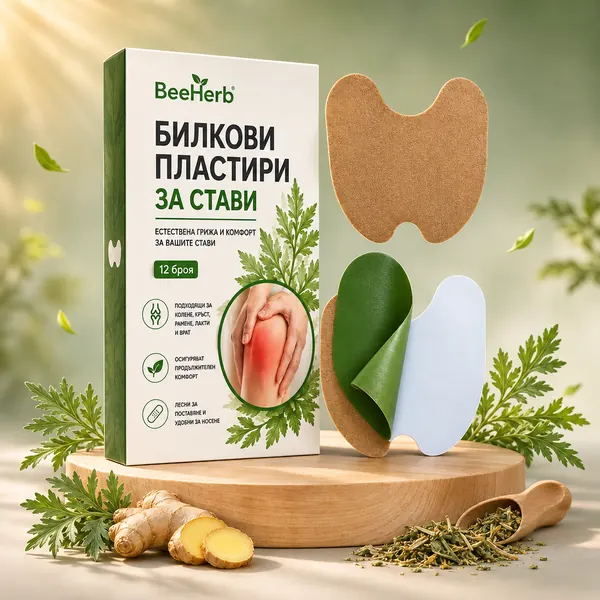 BeeHerb®
БИЛКОВИ
ПЛАСТИРИ
ЗА СТАВИ
ЕСТЕСТВЕНА ГРИЖА И КОМФОРТ
ЗА ВАШИТЕ СТАВИ
12 броя
ПОДХОДЯЩИ ЗА
КОЛЕНЕ, КРЪСТ,
РАМЕНЕ, ЛАКТИ
И ВРАТ
ОСИГУРЯВАТ
ПРОДЪЛЖИТЕЛЕН
КОМФОРТ
ЛЕСНИ ЗА
ПОСТАВЯНЕ И
УДОБНИ ЗА НОСЕНЕ